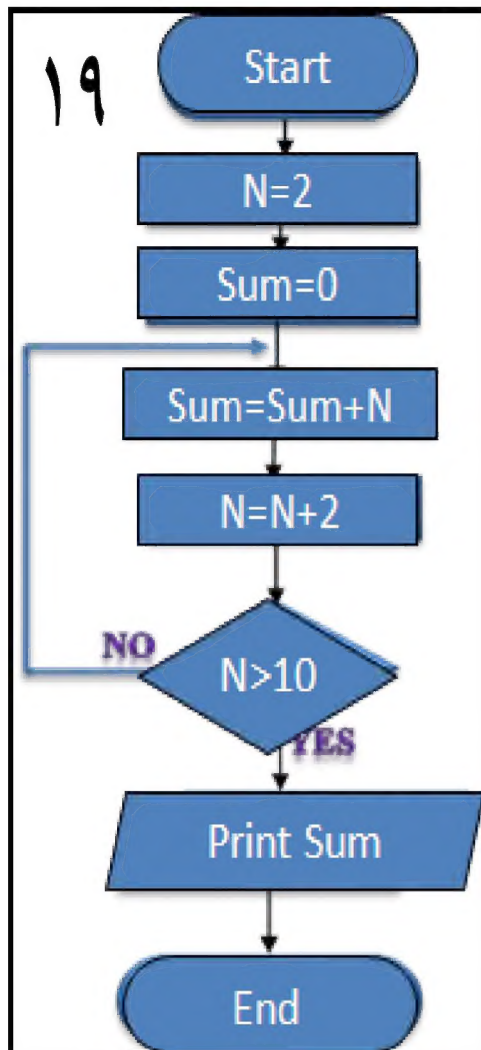 ١٩
Start
N=2
Sum=0
Sum=Sum+N
N=N+2
NO
N>10
YES
Print Sum
End